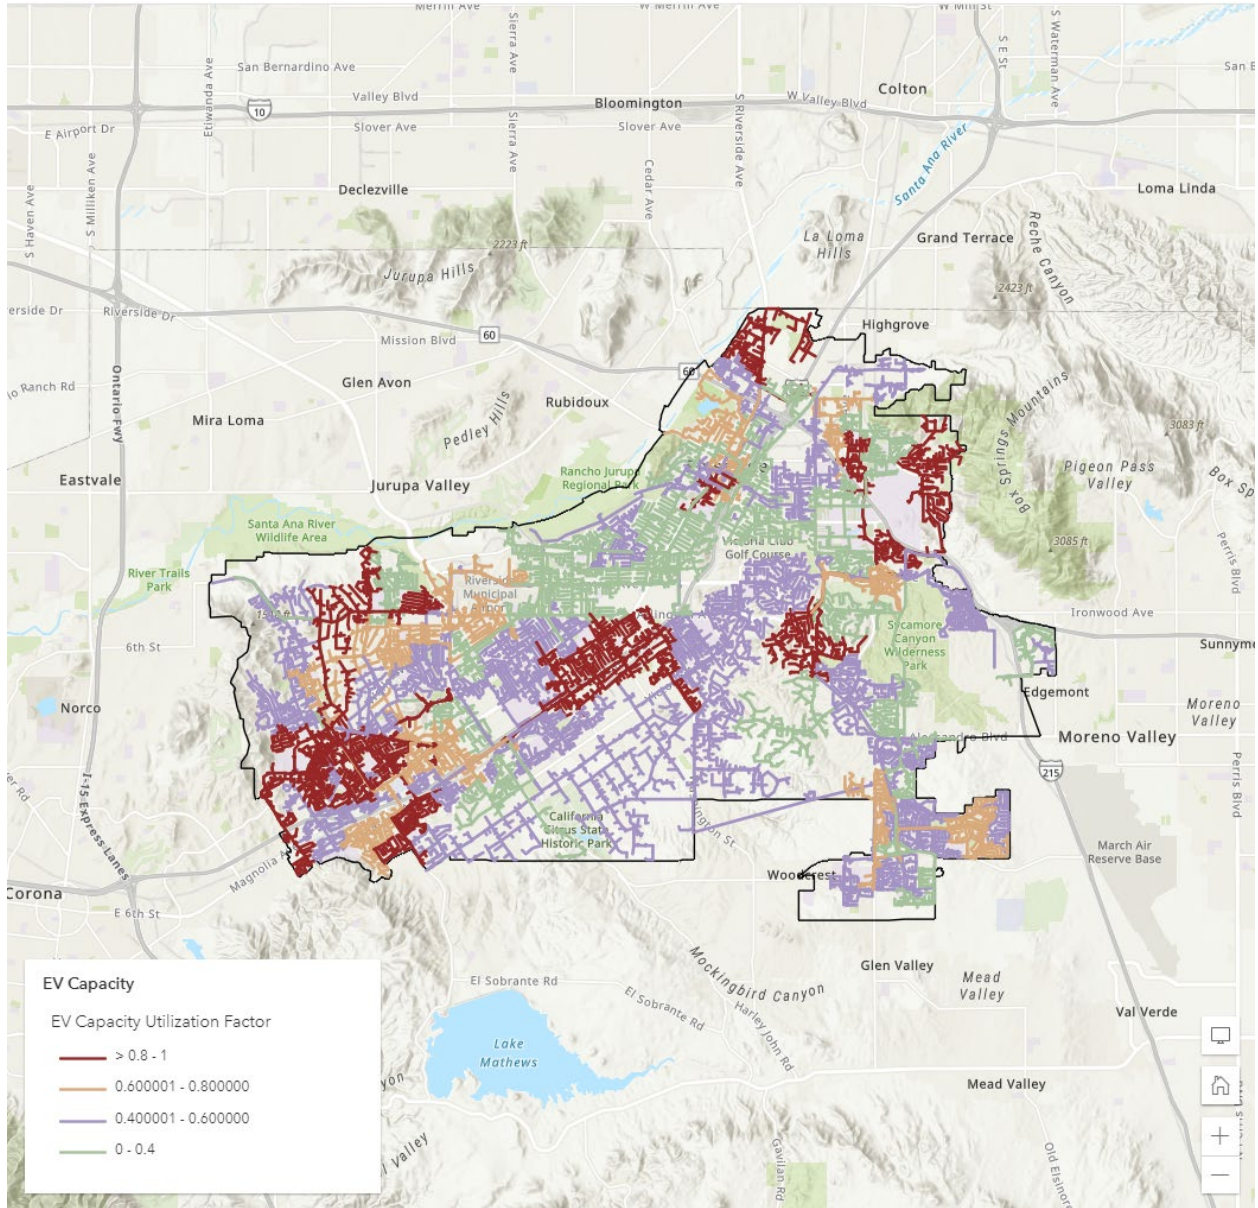 Merrill Ave
W Merrill Ave
W Mill St
S Waterman Ave
Sierra Ave
S E St
San Bernardino Ave
Etiwanda Ave
Valley Blvd
10
Bloomington
W Valley Blvd
Colton
San B
E Airport Dr
Slover Ave
Slover Ave
Sierra Ave
S Riverside Ave
S Milliken Ave
S Haven Ave
Cedar Ave
Santa Ana River
Declezville
Loma Linda
La Loma
Hills
Grand Terrace
Reche Canyon
2223 ft
Jurupa Hills
2423 ft
erside Dr
Riverside Dr
60
Mission Blvd
Highgrove
60
Ranch Rd
Ontario Fwy
Glen Avon
Rubidoux
Mira Loma
Pedley Hills
Box Springs Mountains
3083 ft
Eastvale
Jurupa Valley
Rancho Jurupa
Regional Park
Pigeon Pass
Valley
Box Sp
Santa Ana River
Wildlife Area
Golf Course
3085 ft
Perris Blvd
River Trails
Park
Municipal
Ironwood Ave
6th St
Sycamore
Canyon
Wilderness
Park
Sunnyme
Norco
Edgemont
Moreno
Valley
Moreno Valley
215
I-15 Express Lanes
Perris Blvd
California
Citrus State
Historic Park
March Air
Reserve Base
Magnolia A
Woodcrest
Corona
E 6th St
Mockingbird Canyon
Glen Valley
Mead
Valley
El Sobrante Rd
El Sobrante Rd
Harley John Rd
Val Verde
Lake
Mathews
Mead Valley
Gavilan Rd
Old Elsinor
yon
l Valley
EV Capacity
EV Capacity Utilization Factor
> 0.8 - 1
0.600001 - 0.800000
0.400001 - 0.600000
0 - 0.4